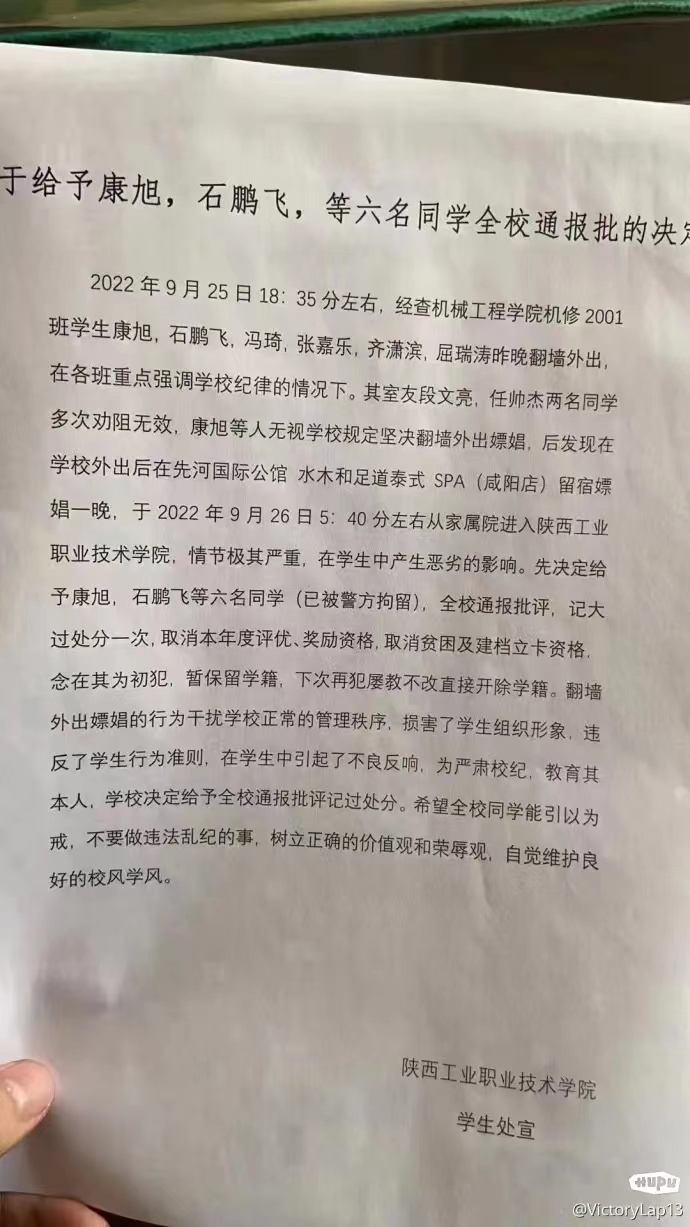 于给予康旭，石鹏飞，等六名同学全校通报批的决定
2022 年 9 月 25 日 18：35 分左右，经查机械工程学院机修 2001
班学生康旭，石鹏飞，冯琦，张嘉乐，齐潇滨，屈瑞涛昨晚翻墙外出，
在各班重点强调学校纪律的情况下。其室友段文亮，任帅杰两名同学
多次劝阻无效，康旭等人无视学校规定坚决翻墙外出嫖娼，后发现在
学校外出后在先河国际公馆 水木和足道泰式 SPA（咸阳店）留宿嫖
娼一晚，于 2022 年 9 月 26 日 5：40 分左右从家属院进入陕西工业
职业技术学院，情节极其严重，在学生中产生恶劣的影响。先决定给
予康旭，石鹏飞等六名同学（已被警方拘留），全校通报批评，记大
过处分一次，取消本年度评优、奖励资格，取消贫困及建档立卡资格，
念在其为初犯，暂保留学籍，下次再犯屡教不改直接开除学籍。翻墙
外出嫖娼的行为干扰学校正常的管理秩序，损害了学生组织形象，违
反了学生行为准则，在学生中引起了不良反响，为严肃校纪，教育其
本人，学校决定给予全校通报批评记过处分。希望全校同学能引以为
戒，不要做违法乱纪的事，树立正确的价值观和荣辱观，自觉维护良
好的校风学风。
陕西工业职业技术学院
学生处宣
HUPU
@VictoryLap13